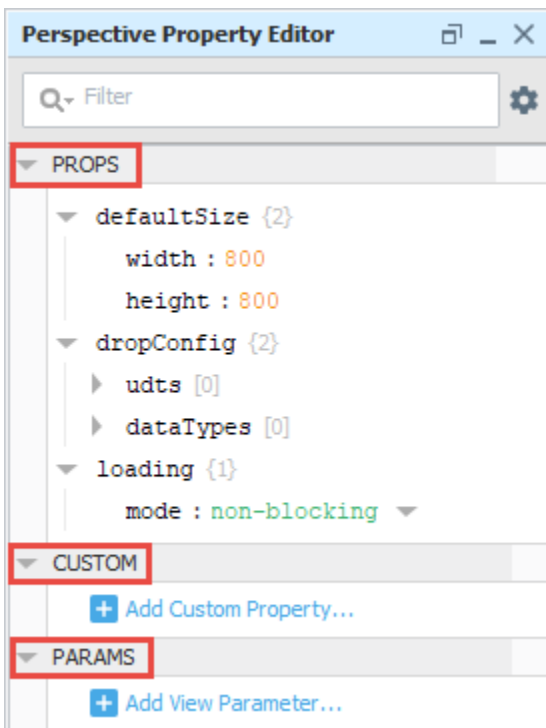 Perspective Property Editor
Filter
PROPS
defaultSize {2}
width : 800
height : 800
dropConfig {2}
udts [0]
dataTypes [0]
loading {1}
mode : non-blocking
CUSTOM
Add Custom Property...
PARAMS
Add View Parameter...